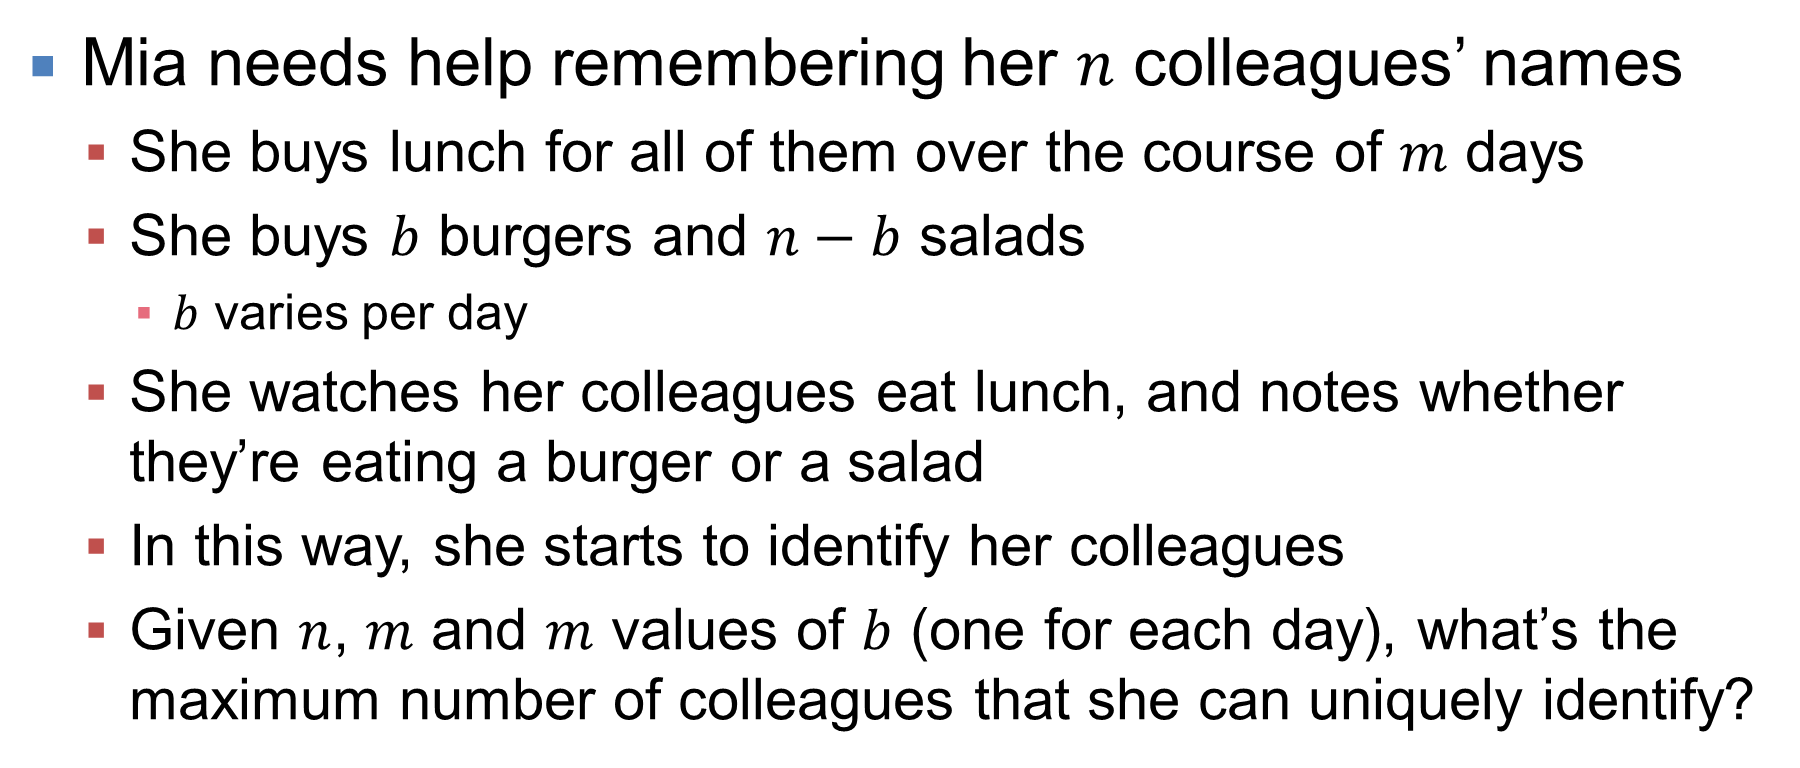 Mia needs help remembering her n colleagues’ names
She buys lunch for all of them over the course of m days
She buys b burgers and n − b salads
b varies per day
She watches her colleagues eat lunch, and notes whether
they’re eating a burger or a salad
In this way, she starts to identify her colleagues
Given n, m and m values of b (one for each day), what’s the
maximum number of colleagues that she can uniquely identify?